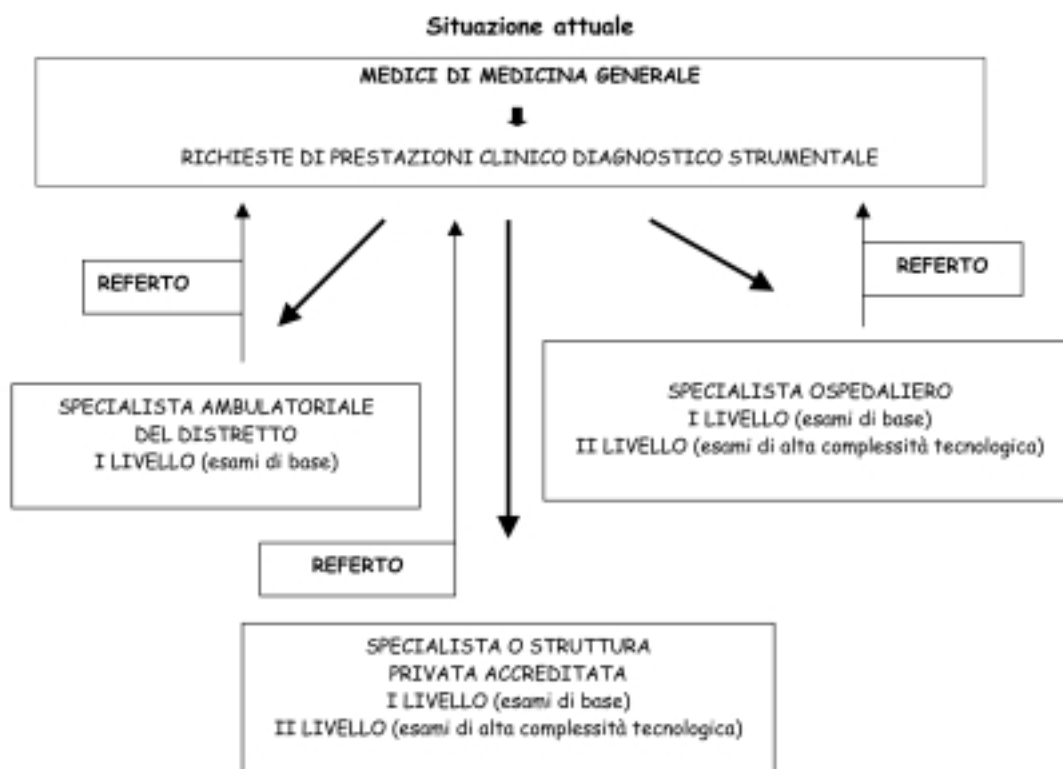 Situazione attuale
MEDICI DI MEDICINA GENERALE
RICHIESTE DI PRESTAZIONI CLINICO DIAGNOSTICO STRUMENTALE
REFERTO
REFERTO
SPECIALISTA AMBULATORIALE
DEL DISTRETTO
I LIVELLO (esami di base)
SPECIALISTA OSPEDALIERO
I LIVELLO (esami di base)
II LIVELLO (esami di alta complessità tecnologica)
REFERTO
SPECIALISTA O STRUTTURA
PRIVATA ACCREDITATA
I LIVELLO (esami di base)
II LIVELLO (esami di alta complessità tecnologica)